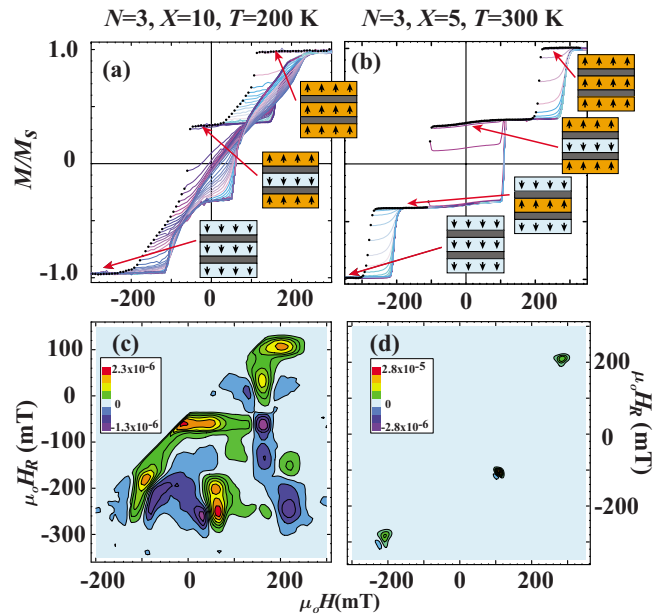 N=3, X=10, T=200 K
N=3, X=5, T=300 K
1.0
(a)
(b)
M/Ms
0
-1.0
-200
0
200
-200
0
200
100
(c)
2.3x10-6
0
-1.3x10-6
0
-100
-200
-300
μoHR (mT)
(d)
2.8x10-5
0
-2.8x10-6
200
0
-200
μoHR (mT)
-200
0
200
-200
0
200
μoH(mT)